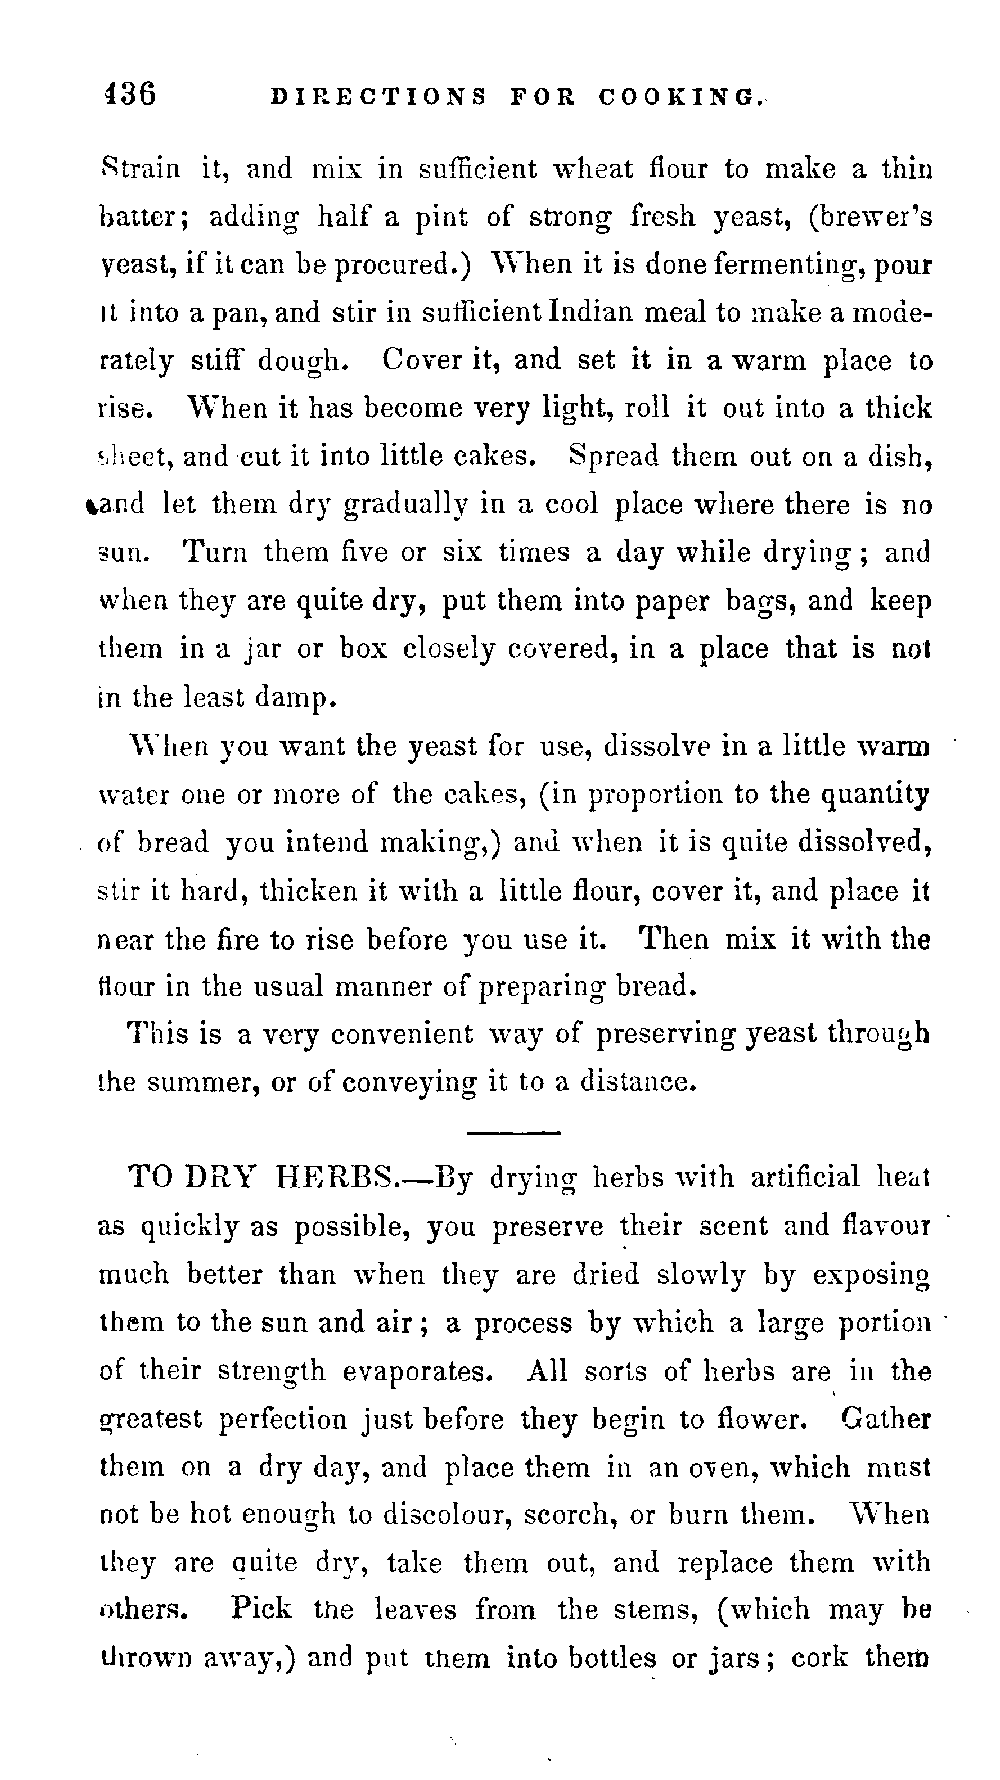 436 DIRECTIONS FOR COOKING.
Strain it, and mix in sufficient wheat flour to make a thin
batter; adding half a pint of strong fresh yeast, (brewer's
yeast, if it can be procured.) When it is done fermenting, pour
it into a pan, and stir in sufficient Indian meal to make a mode-
rately stiff dough. Cover it, and set it in a warm place to
rise. When it has become very light, roll it out into a thick
sheet, and cut it into little cakes. Spread them out on a dish,
and let them dry gradually in a cool place where there is no
sun. Turn them five or six times a day while drying; and
when they are quite dry, put them into paper bags, and keep
them in a jar or box closely covered, in a place that is not
in the least damp.
When you want the yeast for use, dissolve in a little warm
water one or more of the cakes, (in proportion to the quantity
of bread you intend making,) and when it is quite dissolved,
stir it hard, thicken it with a little flour, cover it, and place it
near the fire to rise before you use it. Then mix it with the
flour in the usual manner of preparing bread.
This is a very convenient way of preserving yeast through
the summer, or of conveying it to a distance.
TO DRY HERBS.—By drying herbs with artificial heat
as quickly as possible, you preserve their scent and flavour
much better than when they are dried slowly by exposing
them to the sun and air; a process by which a large portion
of their strength evaporates. All sorts of herbs are in the
greatest perfection just before they begin to flower. Gather
them on a dry day, and place them in an oven, which must
not be hot enough to discolour, scorch, or burn them. When
they are quite dry, take them out, and replace them with
others. Pick the leaves from the stems, (which may be
thrown away,) and put them into bottles or jars; cork them